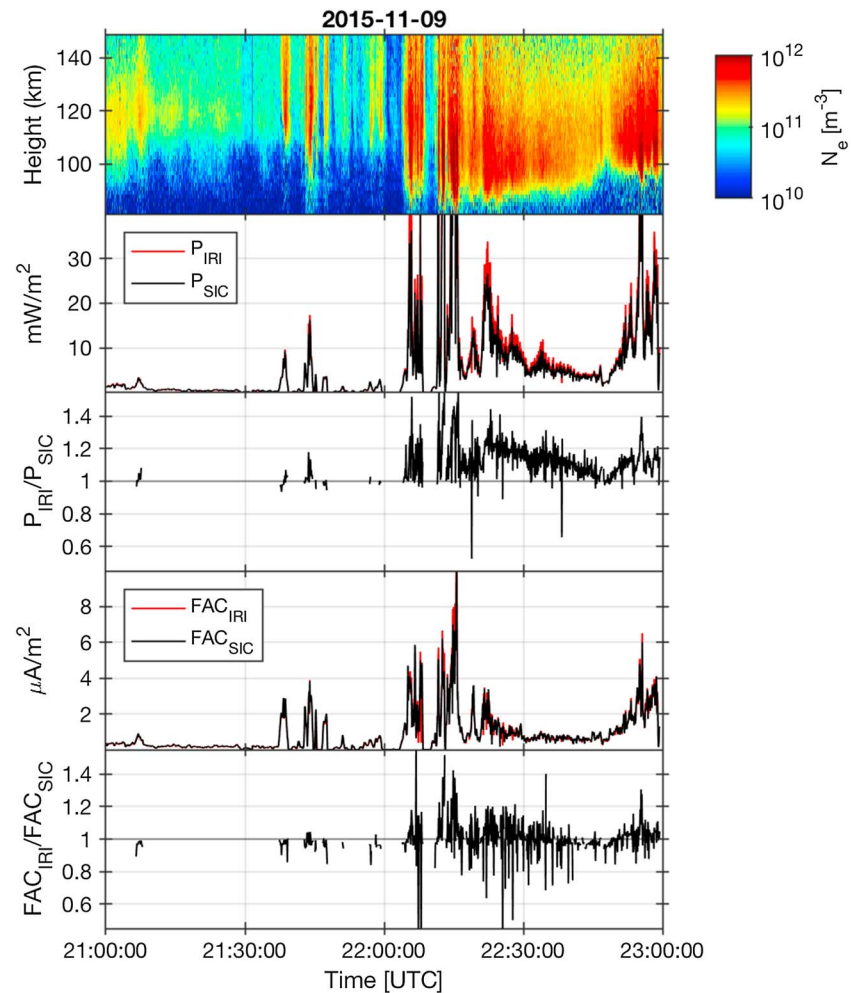 2015-11-09
140
120
100
Height (km)
10^12
10^11
10^10
N_e [m^-3]
P_IRI
P_SIC
30
20
10
mW/m^2
1.4
1.2
1
0.8
0.6
P_IRI/P_SIC
FAC_IRI
FAC_SIC
8
6
4
2
μA/m^2
1.4
1.2
1
0.8
0.6
FAC_IRI/FAC_SIC
21:00:00 21:30:00 22:00:00 22:30:00 23:00:00
Time [UTC]